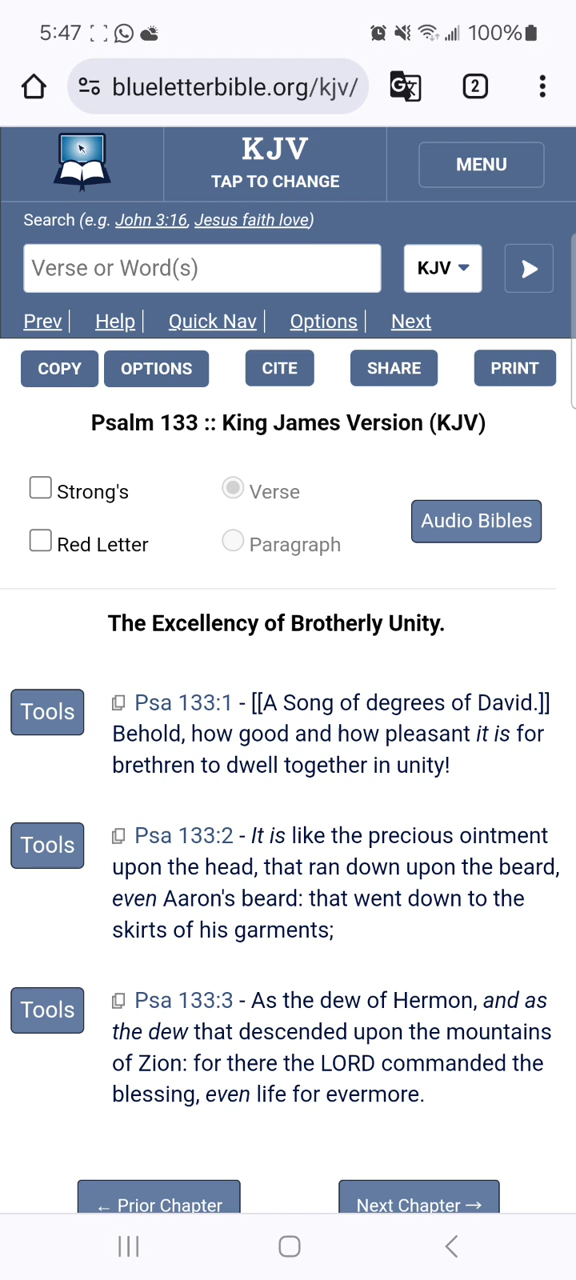 5:47 100%
blueletterbible.org/kjv/ 2
KJV
TAP TO CHANGE
MENU
Search (e.g. John 3:16, Jesus faith love)
Verse or Word(s) KJV
Prev | Help | Quick Nav | Options | Next
COPY OPTIONS CITE SHARE PRINT
Psalm 133 :: King James Version (KJV)
Strong's Verse
Audio Bibles
Red Letter Paragraph
The Excellency of Brotherly Unity.
Tools Psa 133:1 - [[A Song of degrees of David.]]
Behold, how good and how pleasant it is for
brethren to dwell together in unity!
Tools Psa 133:2 - It is like the precious ointment
upon the head, that ran down upon the beard,
even Aaron's beard: that went down to the
skirts of his garments;
Tools Psa 133:3 - As the dew of Hermon, and as
the dew that descended upon the mountains
of Zion: for there the LORD commanded the
blessing, even life for evermore.
← Prior Chapter Next Chapter →